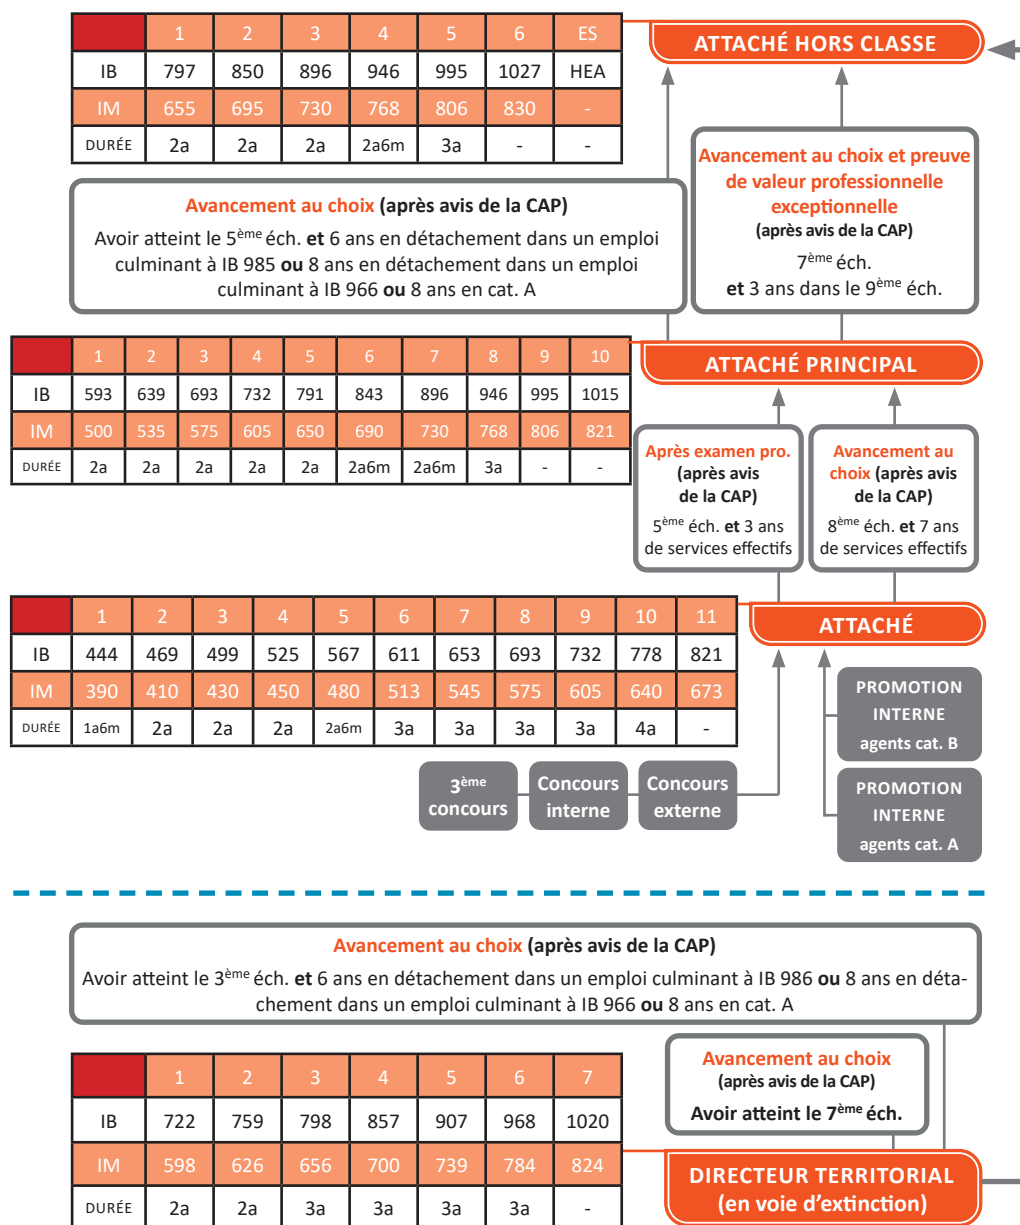 1 2 3 4 5 6 ES
IB 797 850 896 946 995 1027 HEA
IM 655 695 730 768 806 830 -
DURÉE 2a 2a 2a 2a6m 3a - -
ATTACHÉ HORS CLASSE
Avancement au choix (après avis de la CAP)
Avoir atteint le 5ème éch. et 6 ans en détachement dans un emploi
culminant à IB 985 ou 8 ans en détachement dans un emploi
culminant à IB 966 ou 8 ans en cat. A
Avancement au choix et preuve
de valeur professionnelle
exceptionnelle
(après avis de la CAP)
7ème éch.
et 3 ans dans le 9ème éch.
1 2 3 4 5 6 7 8 9 10
IB 593 639 693 732 791 843 896 946 995 1015
IM 500 535 575 605 650 690 730 768 806 821
DURÉE 2a 2a 2a 2a 2a 2a6m 2a6m 3a - -
ATTACHÉ PRINCIPAL
Après examen pro.
(après avis
de la CAP)
5ème éch. et 3 ans
de services effectifs
Avancement au
choix (après avis
de la CAP)
8ème éch. et 7 ans
de services effectifs
1 2 3 4 5 6 7 8 9 10 11
IB 444 469 499 525 567 611 653 693 732 778 821
IM 390 410 430 450 480 513 545 575 605 640 673
DURÉE 1a6m 2a 2a 2a 2a6m 3a 3a 3a 3a 4a -
ATTACHÉ
PROMOTION
INTERNE
agents cat. B
3ème
concours
Concours
interne
Concours
externe
PROMOTION
INTERNE
agents cat. A
Avancement au choix (après avis de la CAP)
Avoir atteint le 3ème éch. et 6 ans en détachement dans un emploi culminant à IB 986 ou 8 ans en déta-
chement dans un emploi culminant à IB 966 ou 8 ans en cat. A
Avancement au choix
(après avis de la CAP)
Avoir atteint le 7ème éch.
1 2 3 4 5 6 7
IB 722 759 798 857 907 968 1020
IM 598 626 656 700 739 784 824
DURÉE 2a 2a 3a 3a 3a 3a -
DIRECTEUR TERRITORIAL
(en voie d'extinction)